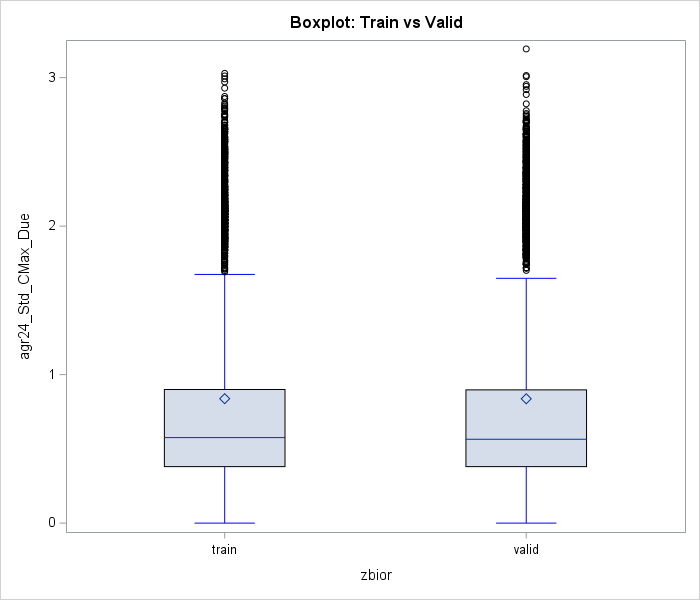 Boxplot: Train vs Valid
3
2
1
0
agr24_Std_CMax_Due
train
valid
zbior